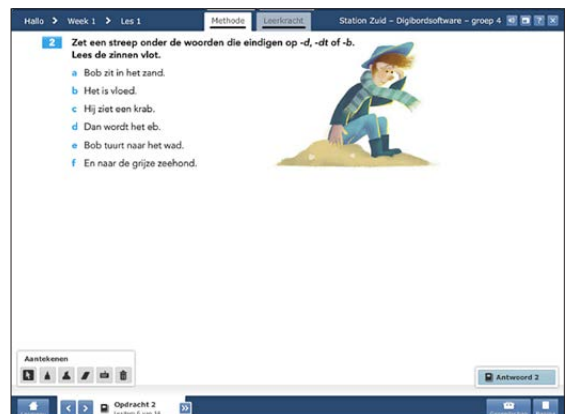 Hallo > Week 1 > Les 1 Methode Leerkracht Station Zuid – Digibordsoftware – groep 4 ? X
2 Zet een streep onder de woorden die eindigen op -d, -dt of -b.
Lees de zinnen vlot.
a Bob zit in het zand.
b Het is vloed.
c Hij ziet een krab.
d Dan wordt het eb.
e Bob tuurt naar het wad.
f En naar de grijze zeehond.
Aantekenen
Antwoord 2
Opdracht 2